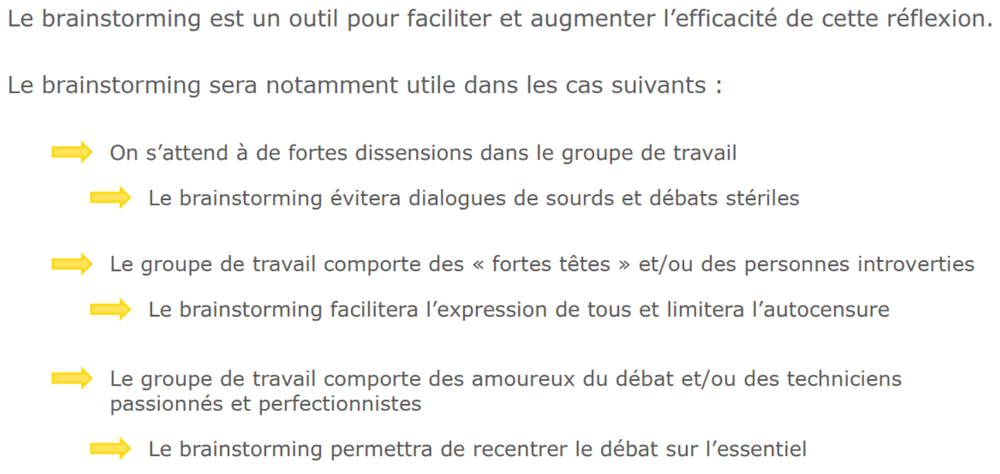 Le brainstorming est un outil pour faciliter et augmenter l’efficacité de cette réflexion.
Le brainstorming sera notamment utile dans les cas suivants :
On s’attend à de fortes dissensions dans le groupe de travail
Le brainstorming évitera dialogues de sourds et débats stériles
Le groupe de travail comporte des « fortes têtes » et/ou des personnes introverties
Le brainstorming facilitera l’expression de tous et limitera l’autocensure
Le groupe de travail comporte des amoureux du débat et/ou des techniciens
passionnés et perfectionnistes
Le brainstorming permettra de recentrer le débat sur l’essentiel